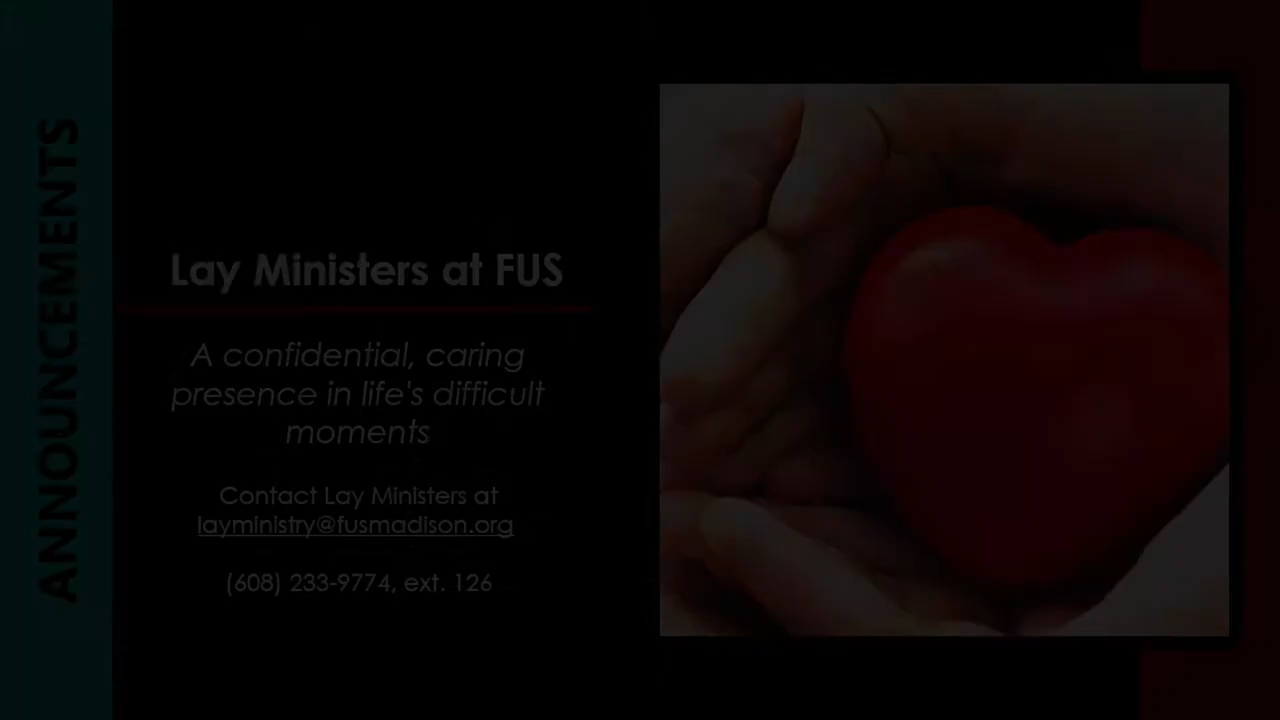 ANNOUNCEMENTS
Lay Ministers at FUS
A confidential, caring
presence in life's difficult
moments
Contact Lay Ministers at
layministry@fusmadison.org
(608) 233-9774, ext. 126